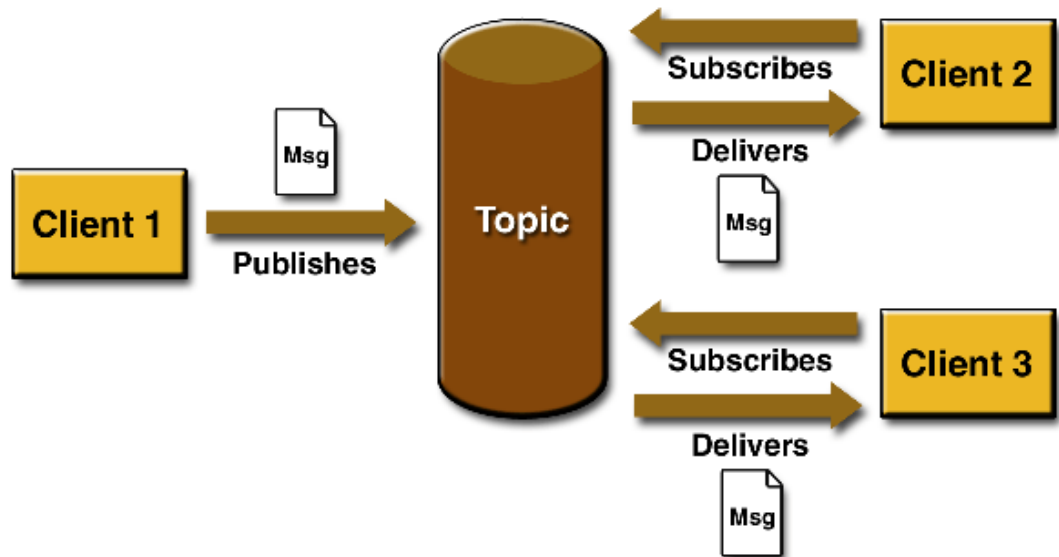 Msg
Client 1
Publishes
Topic
Subscribes
Client 2
Delivers
Msg
Subscribes
Client 3
Delivers
Msg